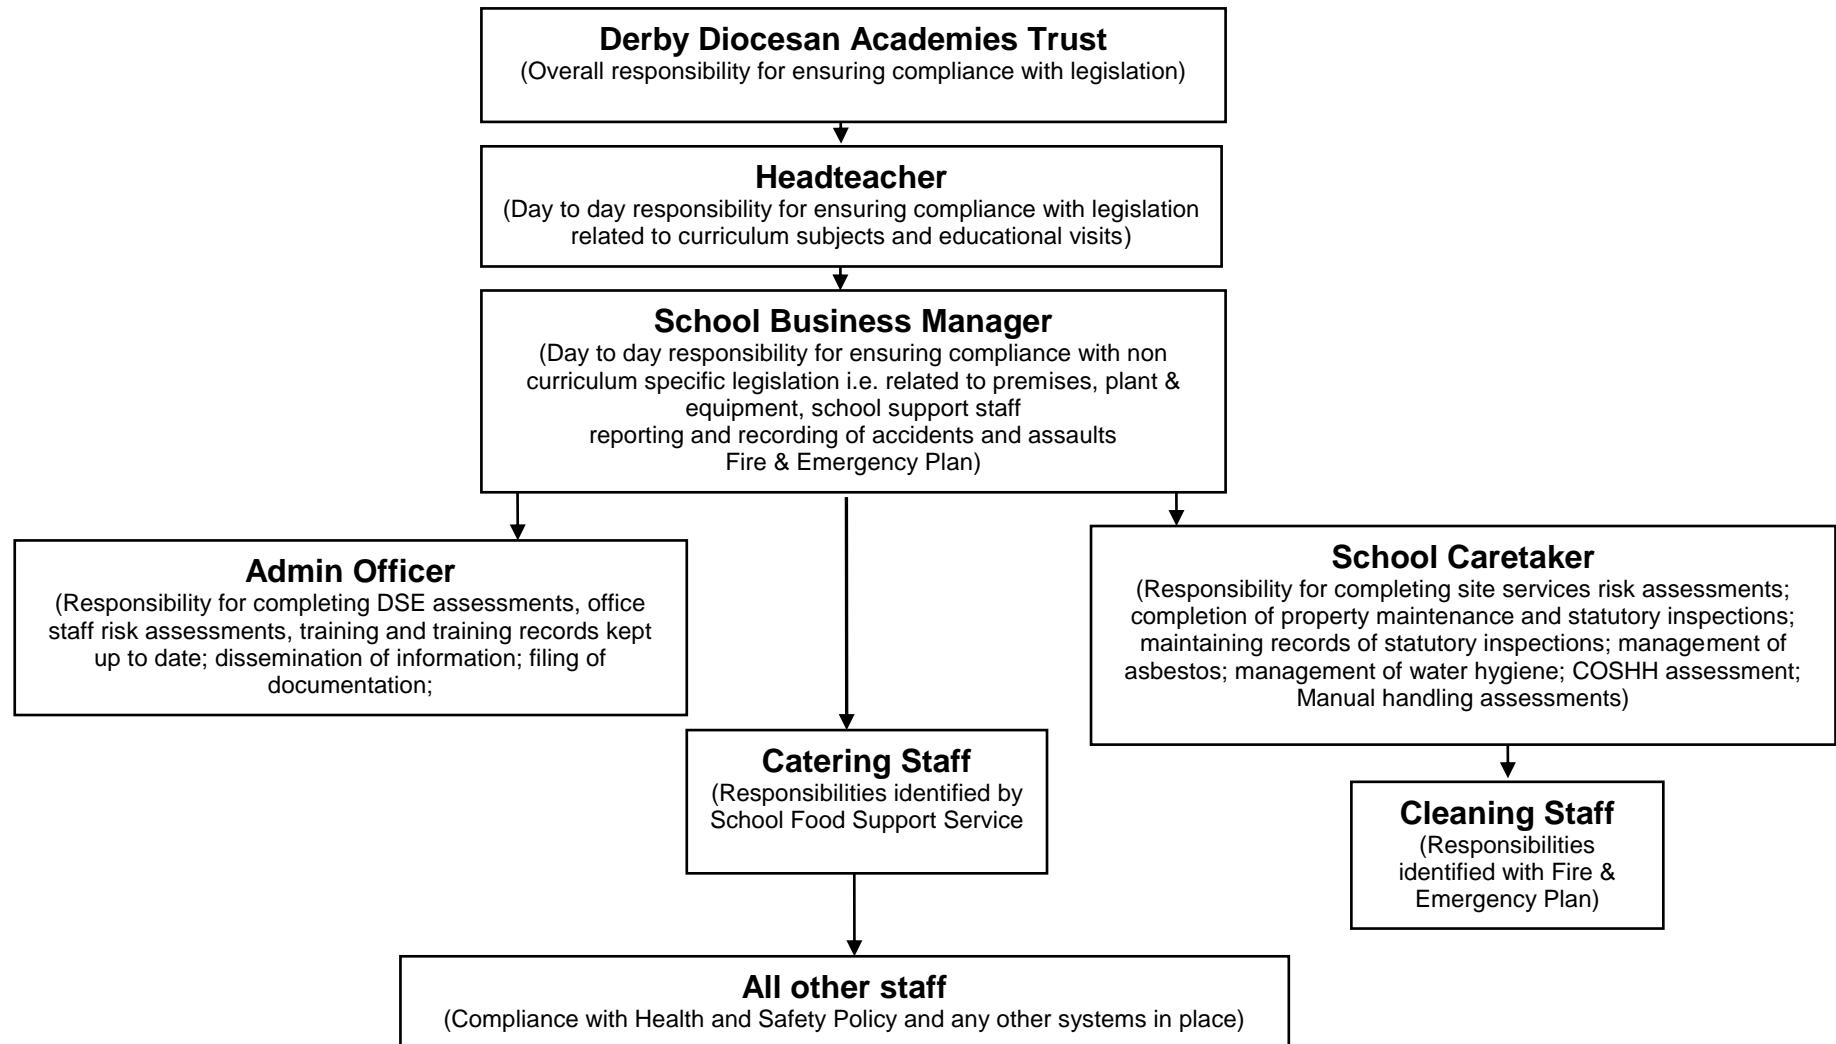 Derby Diocesan Academies Trust
(Overall responsibility for ensuring compliance with legislation)
Headteacher
(Day to day responsibility for ensuring compliance with legislation
related to curriculum subjects and educational visits)
School Business Manager
(Day to day responsibility for ensuring compliance with non
curriculum specific legislation i.e. related to premises, plant &
equipment, school support staff
reporting and recording of accidents and assaults
Fire & Emergency Plan)
Admin Officer
(Responsibility for completing DSE assessments, office
staff risk assessments, training and training records kept
up to date; dissemination of information; filing of
documentation;
School Caretaker
(Responsibility for completing site services risk assessments;
completion of property maintenance and statutory inspections;
maintaining records of statutory inspections; management of
asbestos; management of water hygiene; COSHH assessment;
Manual handling assessments)
Catering Staff
(Responsibilities identified by
School Food Support Service
Cleaning Staff
(Responsibilities
identified with Fire &
Emergency Plan)
All other staff
(Compliance with Health and Safety Policy and any other systems in place)